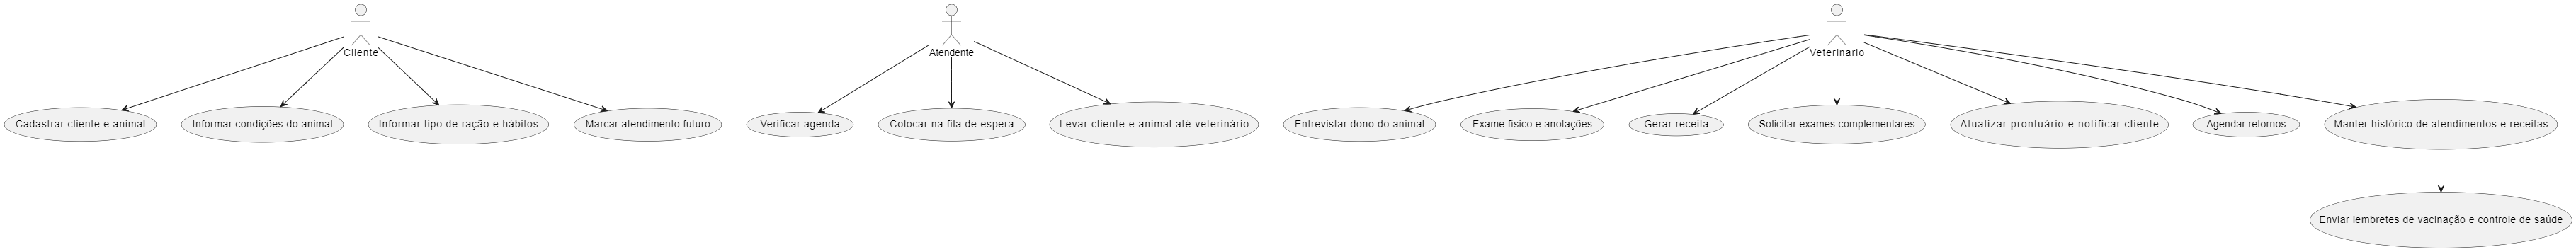 Cliente
Atendente
Veterinario
Cadastrar cliente e animal
Informar condições do animal
Informar tipo de ração e hábitos
Marcar atendimento futuro
Verificar agenda
Colocar na fila de espera
Levar cliente e animal até veterinário
Entrevistar dono do animal
Exame físico e anotações
Gerar receita
Solicitar exames complementares
Atualizar prontuário e notificar cliente
Agendar retornos
Manter histórico de atendimentos e receitas
Enviar lembretes de vacinação e controle de saúde